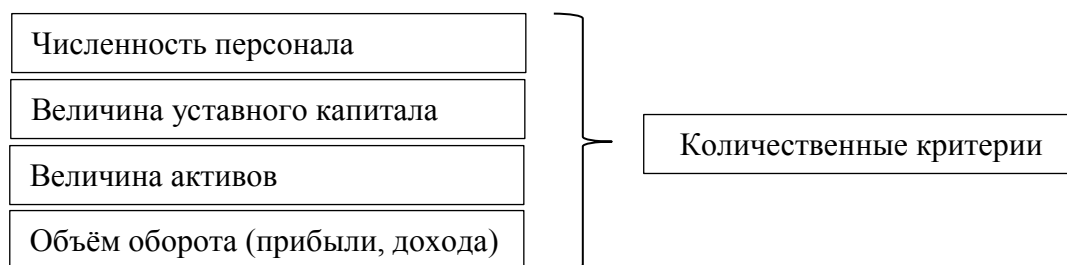 Численность персонала
Величина уставного капитала
Величина активов
Объём оборота (прибыли, дохода)
Количественные критерии